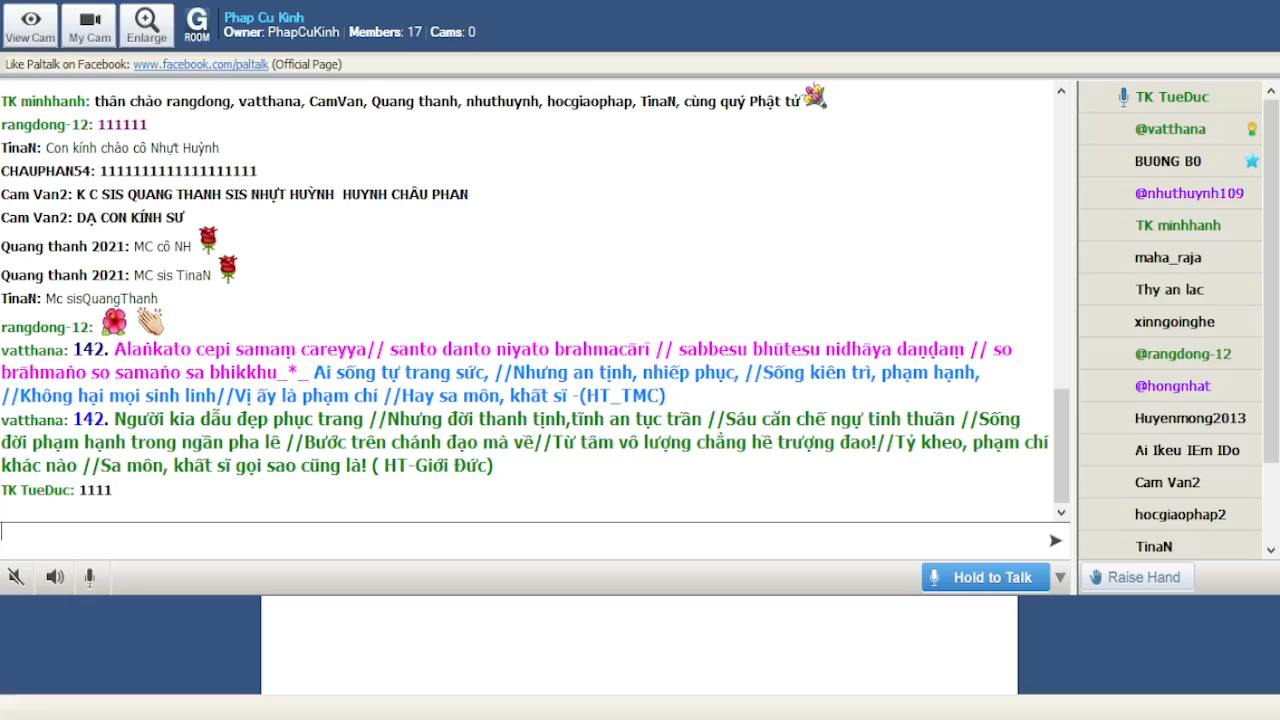 View Cam
My Cam
Enlarge
G
ROOM
Phap Cu Kinh
Owner: PhapCuKinh | Members: 17 | Cams: 0
Like Paltalk on Facebook: www.facebook.com/paltalk (Official Page)
TK minhhanh: thân chào rangdong, vatthana, CamVan, Quang thanh, nhuthuynh, hocgiaophap, TinaN, cùng quý Phật tử
rangdong-12: 111111
TinaN: Con kính chào cô Nhựt Huỳnh
CHAUPHAN54: 1111111111111111111
Cam Van2: K C SIS QUANG THANH SIS NHỰT HUỲNH  HUYNH CHÂU PHAN
Cam Van2: DẠ CON KÍNH SƯ
Quang thanh 2021: MC cô NH
Quang thanh 2021: MC sis TinaN
TinaN: Mc sisQuangThanh
rangdong-12:
vatthana: 142. Alaṅkato cepi samaṃ careyya// santo danto niyato brahmacārī // sabbesu bhūtesu nidhāya daṇḍaṃ // so
brāhmaṅo so samaṅo sa bhikkhu_*_ Ai sống tự trang sức, //Nhưng an tịnh, nhiếp phục, //Sống kiên trì, phạm hạnh,
//Không hại mọi sinh linh//Vị ấy là phạm chí //Hay sa môn, khất sĩ -(HT_TMC)
vatthana: 142. Người kia dẫu đẹp phục trang //Nhưng đời thanh tịnh,tĩnh an tục trần //Sáu căn chế ngự tinh thuần //Sống
đời phạm hạnh trong ngần pha lê //Bước trên chánh đạo mà về//Từ tâm vô lượng chẳng hề trượng đao!//Tỷ kheo, phạm chí
khác nào //Sa môn, khất sĩ gọi sao cũng là! ( HT-Giới Đức)
TK TueDuc: 1111
Hold to Talk
TK TueDuc
@vatthana
BU0NG B0
@nhuthuynh109
TK minhhanh
maha_raja
Thy an lac
xinngoinghe
@rangdong-12
@hongnhat
Huyenmong2013
Ai Ikeu IEm IDo
Cam Van2
hocgiaophap2
TinaN
Raise Hand